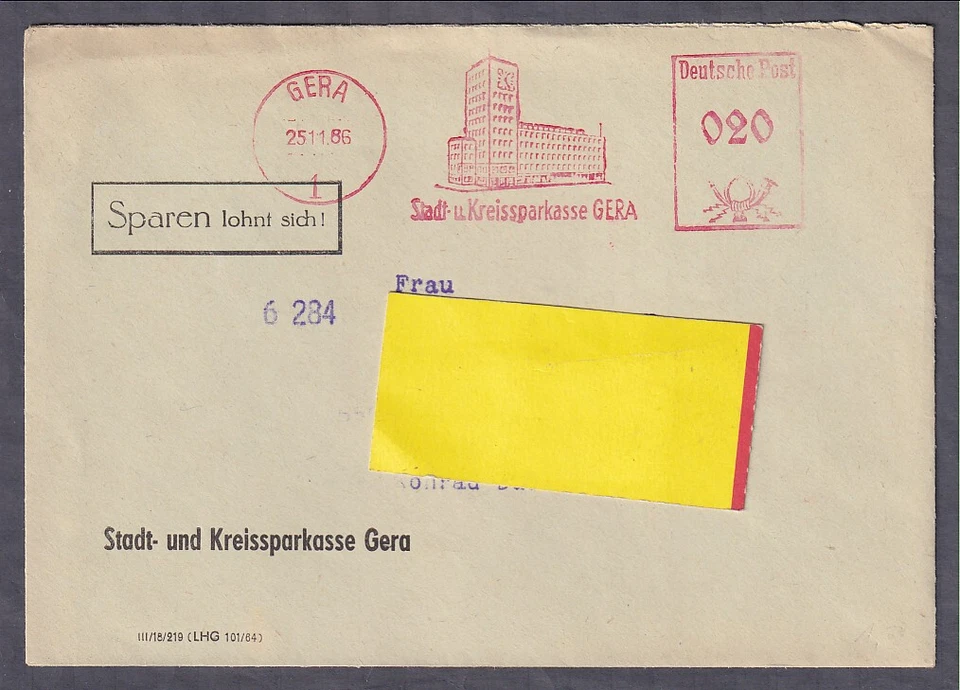 GERA
25.11.86
1
Stadt- u. Kreissparkasse GERA
Deutsche Post
020
Sparen lohnt sich!
Frau
6 284
Stadt- und Kreissparkasse Gera
III/18/219 (LHG 101/64)